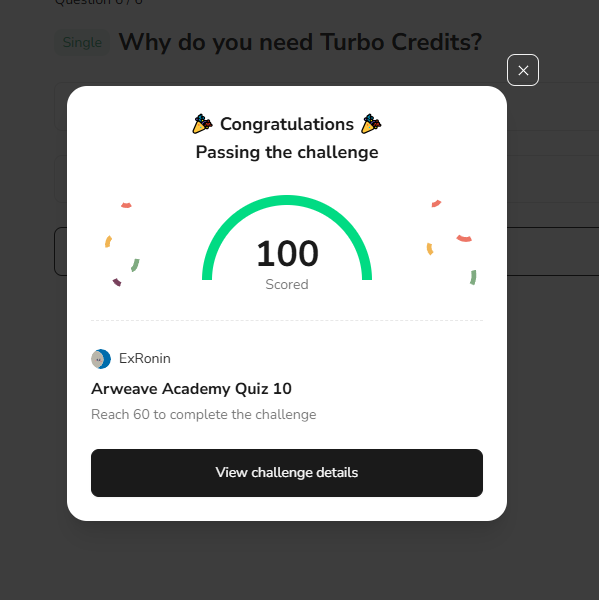 Question 6 / 6
Single Why do you need Turbo Credits?
Congratulations
Passing the challenge
100
Scored
ExRonin
Arweave Academy Quiz 10
Reach 60 to complete the challenge
View challenge details